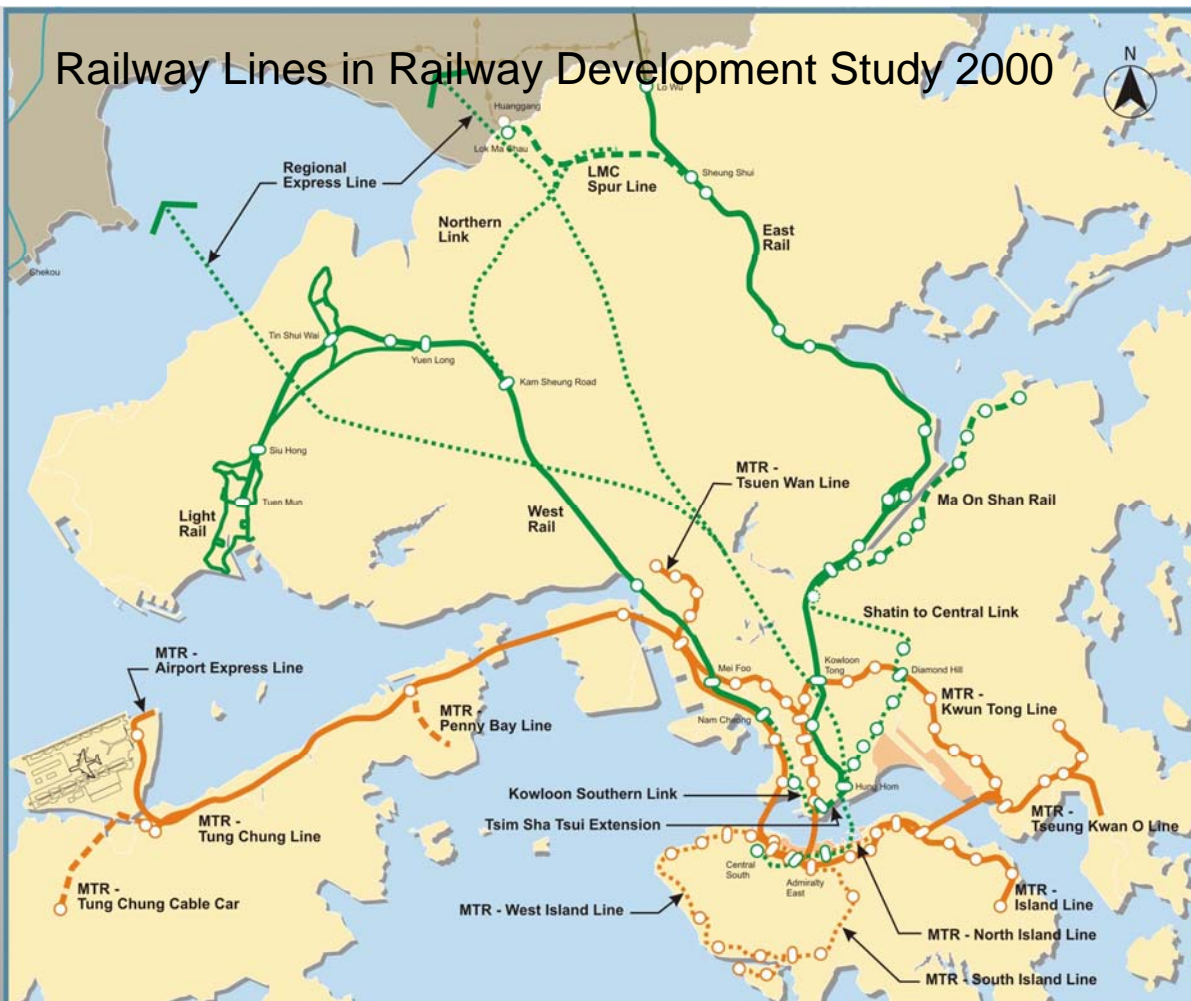 Railway Lines in Railway Development Study 2000
N
Huanggang
Lo Wu
Lok Ma Chau
Regional
Express Line
LMC
Spur Line
Sheung Shui
Northern
Link
East
Rail
Shekou
Tin Shui Wai
Yuen Long
Kam Sheung Road
Siu Hong
MTR -
Tsuen Wan Line
Tuen Mun
Light
Rail
West
Rail
Ma On Shan Rail
Shatin to Central Link
MTR -
Airport Express Line
Mei Foo
Kowloon
Tong
Diamond Hill
MTR -
Kwun Tong Line
MTR -
Penny Bay Line
Nam Cheong
Kowloon Southern Link
Hung Hom
Tsim Sha Tsui Extension
MTR -
Tseung Kwan O Line
MTR -
Tung Chung Line
Central
South
Admiralty
East
MTR -
Tung Chung Cable Car
MTR - West Island Line
MTR -
Island Line
MTR - North Island Line
MTR - South Island Line